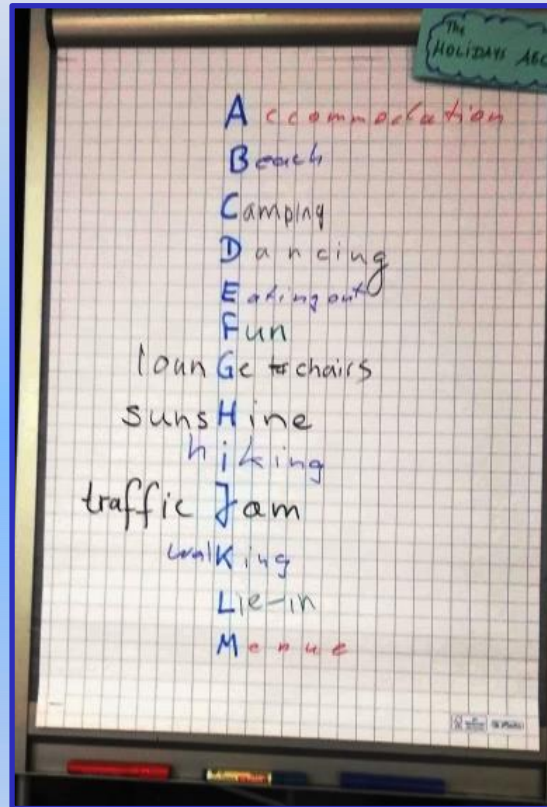 The
HOLIDAYS ABC
Accommodation
Beach
Camping
Dancing
Eating out
Fun
lounGe chairs
sunsHine
hiking
traffic Jam
walKing
Lie-in
Menue